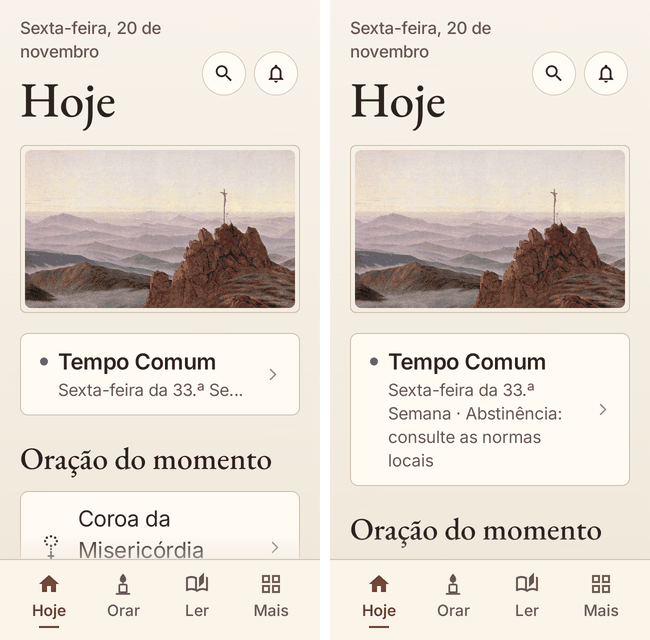 Sexta-feira, 20 de
novembro
Hoje
Tempo Comum
Sexta-feira da 33.ª Se...
Oração do momento
Coroa da
Misericórdia
Hoje
Orar
Ler
Mais
Sexta-feira, 20 de
novembro
Hoje
Tempo Comum
Sexta-feira da 33.ª
Semana · Abstinência:
consulte as normas
locais
Oração do momento
Hoje
Orar
Ler
Mais